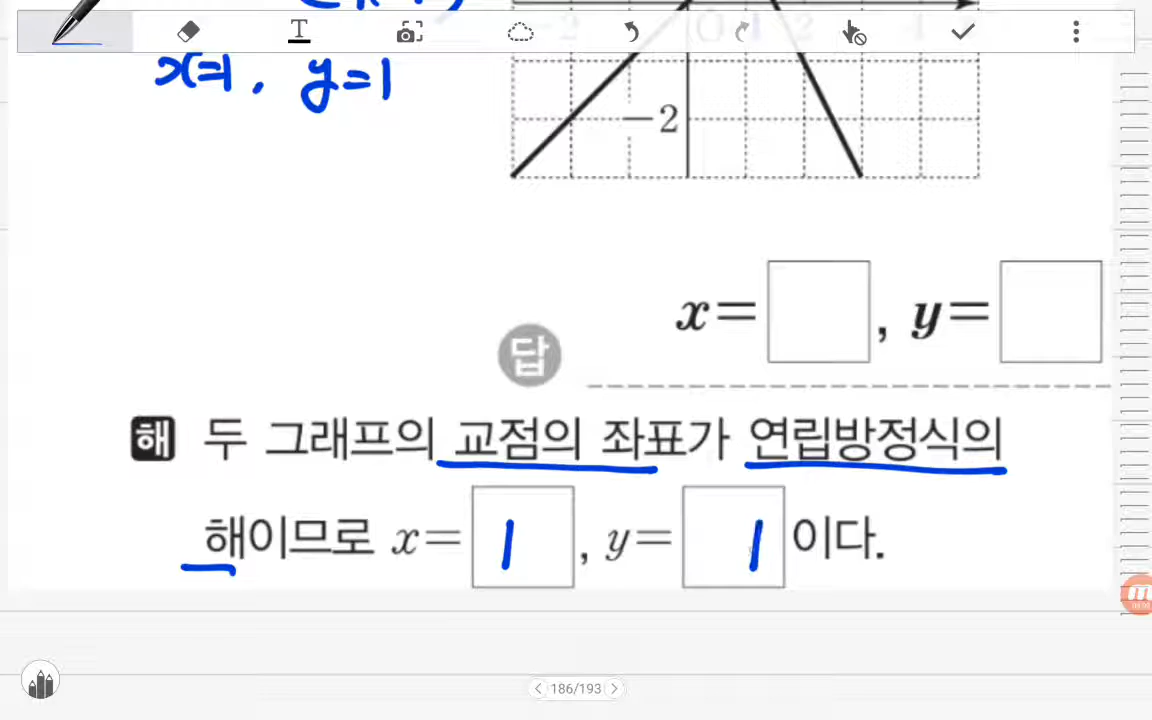 x=1, y=1
-2
x=□, y=□
답
해 두 그래프의 교점의 좌표가 연립방정식의
해이므로 x=1, y=1이다.
186/193